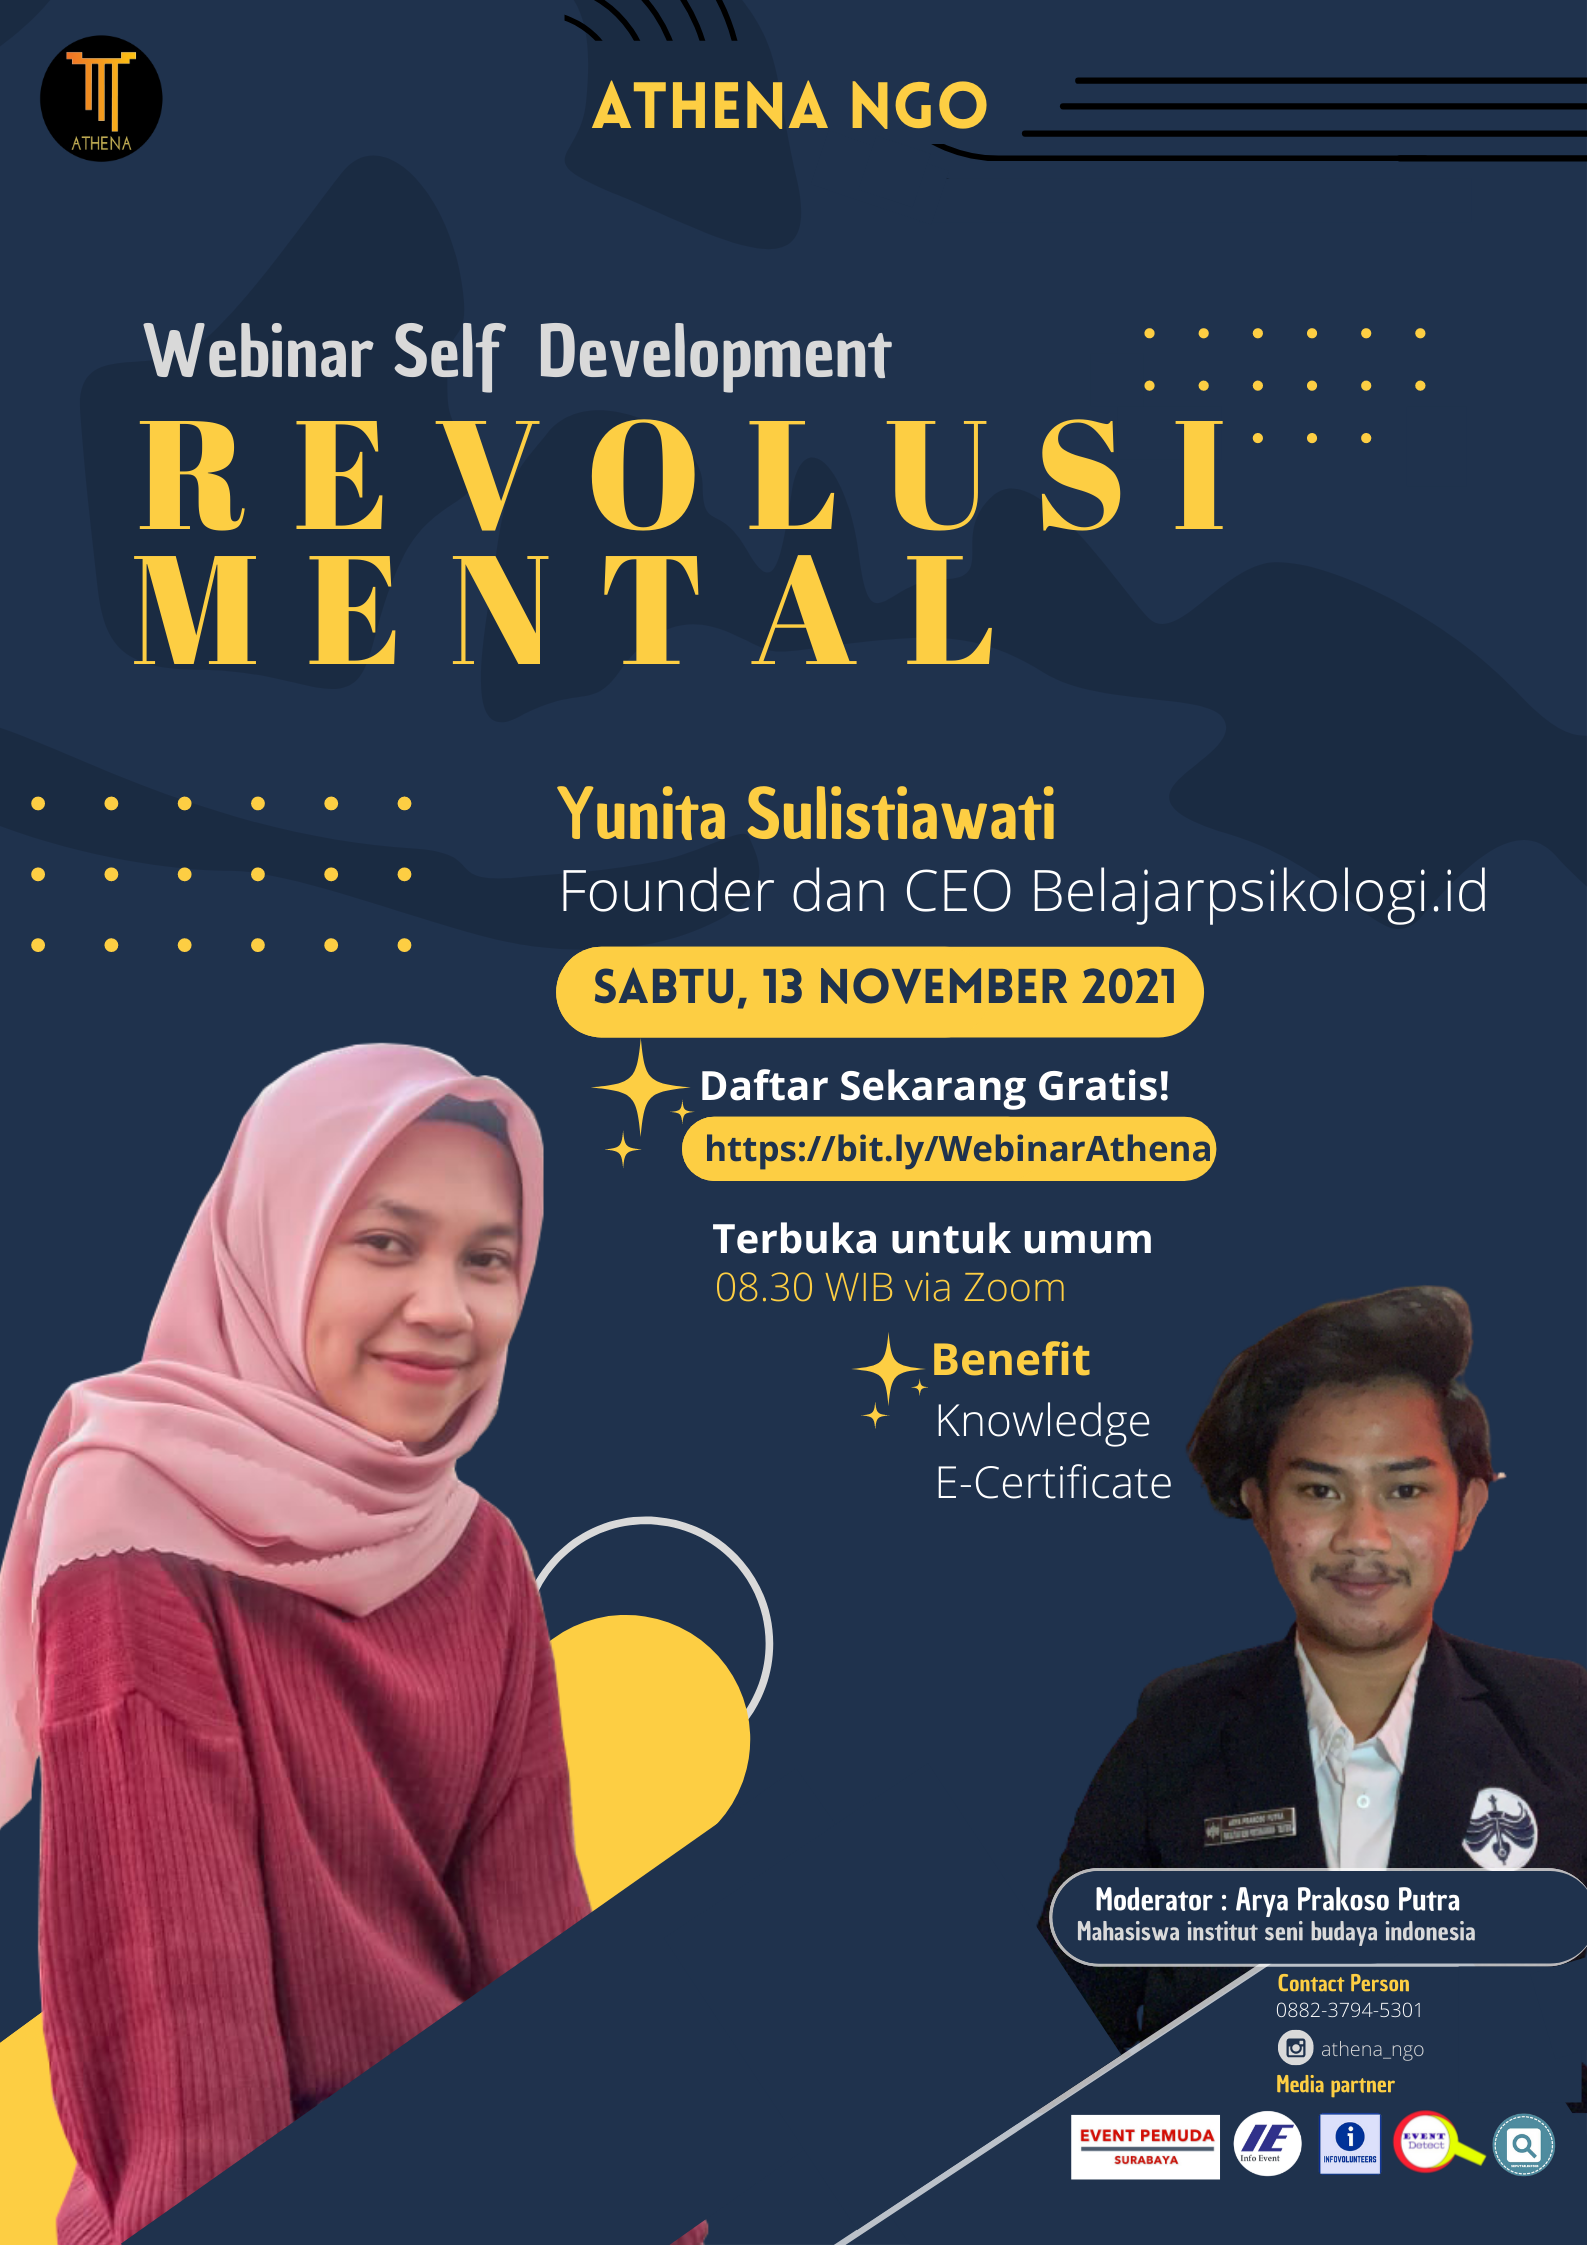 ATHENA
ATHENA NGO
Webinar Self Development
REVOLUSI
MENTAL
Yunita Sulistiawati
Founder dan CEO Belajarpsikologi.id
SABTU, 13 NOVEMBER 2021
Daftar Sekarang Gratis!
https://bit.ly/WebinarAthena
Terbuka untuk umum
08.30 WIB via Zoom
Benefit
Knowledge
E-Certificate
ARYA PRAKOSO PUTRA
Moderator : Arya Prakoso Putra
Mahasiswa institut seni budaya indonesia
Contact Person
0882-3794-5301
athena_ngo
Media partner
EVENT PEMUDA
SURABAYA
IE
Info Event
i
INFOVOLUNTEERS
EVENT
Detect